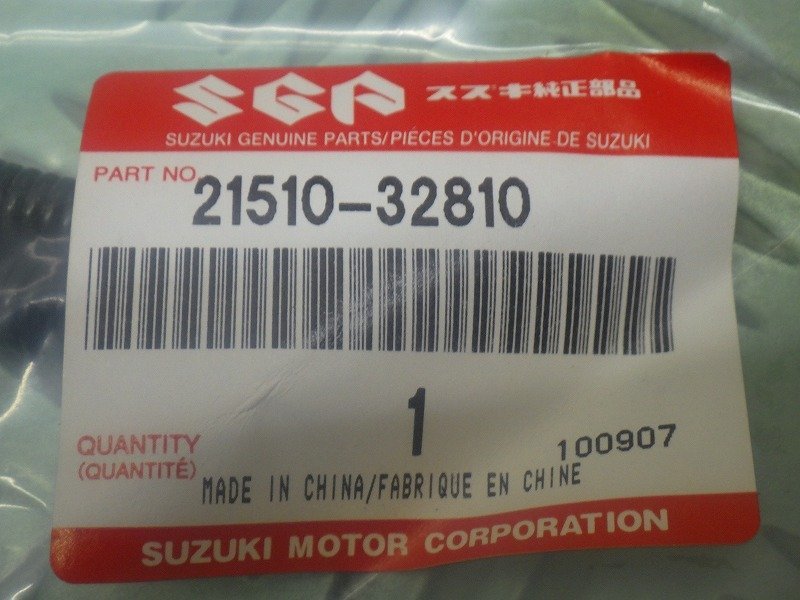 SGP スズキ純正部品
SUZUKI GENUINE PARTS/PIÈCES D'ORIGINE DE SUZUKI
PART NO. 21510-32810
1
QUANTITY
(QUANTITÉ)
100907
MADE IN CHINA/FABRIQUE EN CHINE
SUZUKI MOTOR CORPORATION